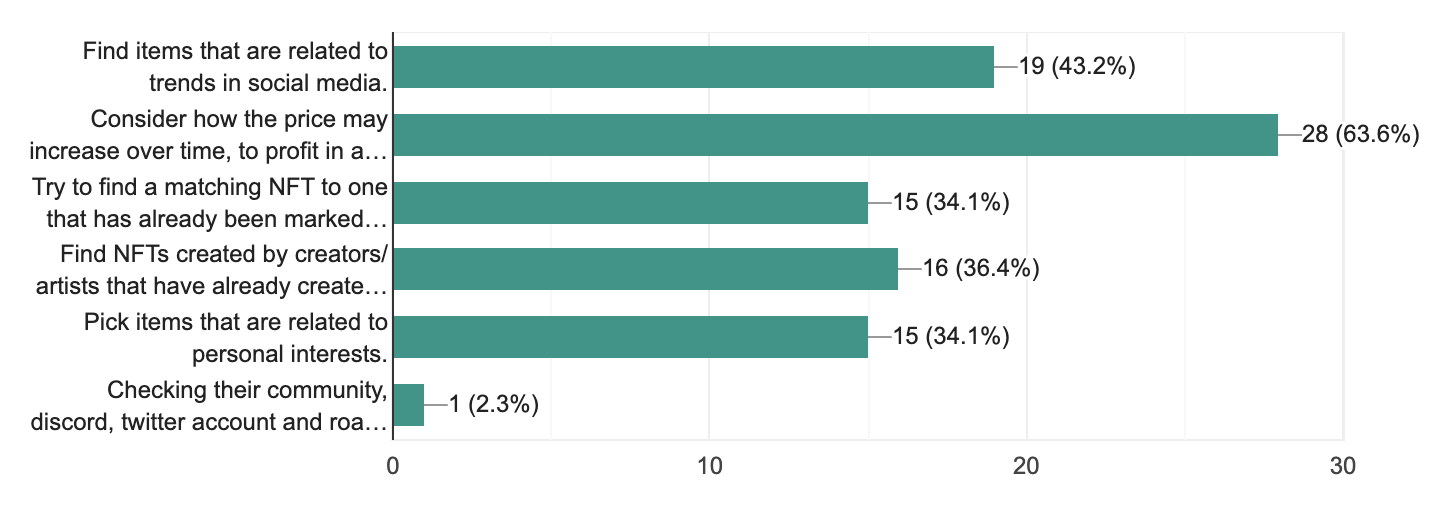 Find items that are related to
trends in social media.
19 (43.2%)
Consider how the price may
increase over time, to profit in a…
28 (63.6%)
Try to find a matching NFT to one
that has already been marked…
15 (34.1%)
Find NFTs created by creators/
artists that have already create…
16 (36.4%)
Pick items that are related to
personal interests.
15 (34.1%)
Checking their community,
discord, twitter account and roa…
1 (2.3%)
0 10 20 30